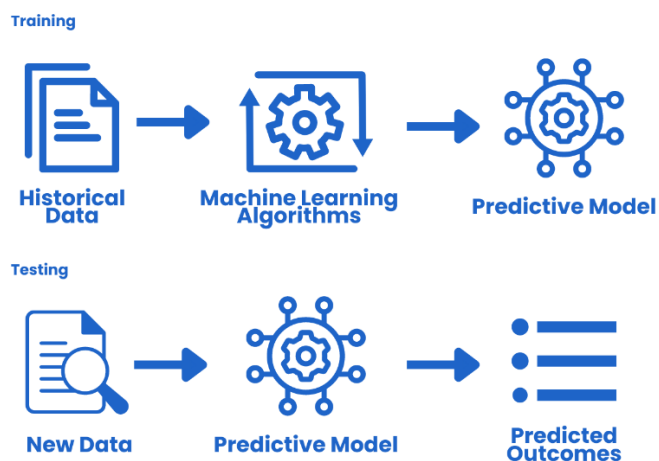 Training
Historical
Data
Machine Learning
Algorithms
Predictive Model
Testing
New Data
Predictive Model
Predicted
Outcomes